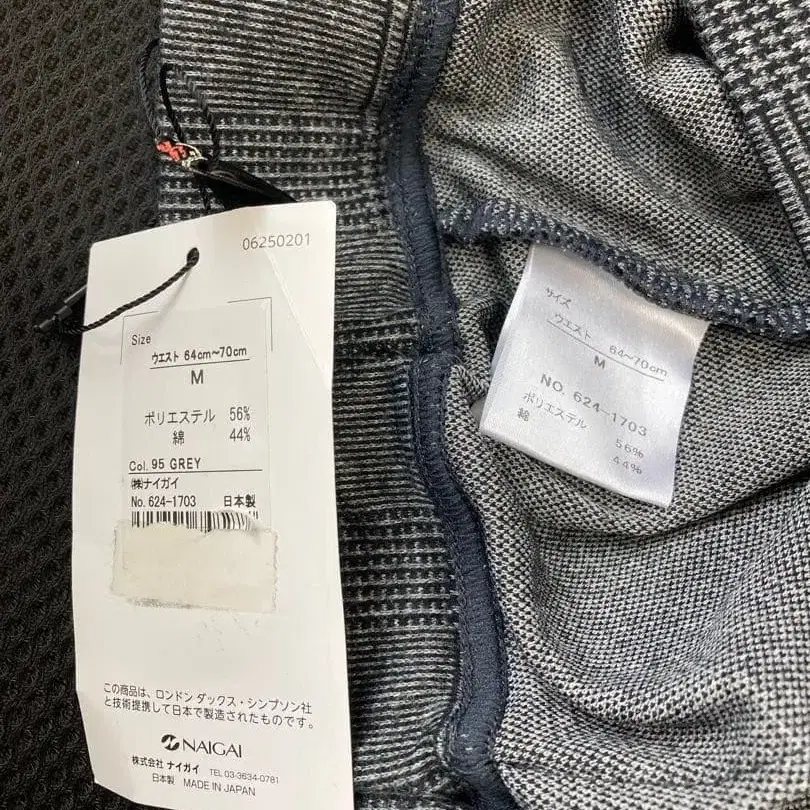 06250201
Size
ウエスト 64cm~70cm
M
ポリエステル 56%
綿 44%
Col. 95 GREY
㈱ナイガイ
No. 624-1703 日本製
この商品は、ロンドン ダックス・シンプソン社
と技術提携して日本で製造されたものです。
NAIGAI
株式会社 ナイガイ TEL 03-3634-0781
日本製 MADE IN JAPAN
サイズ
ウエスト 64~70cm
M
NO. 624-1703
ポリエステル 56%
綿 44%